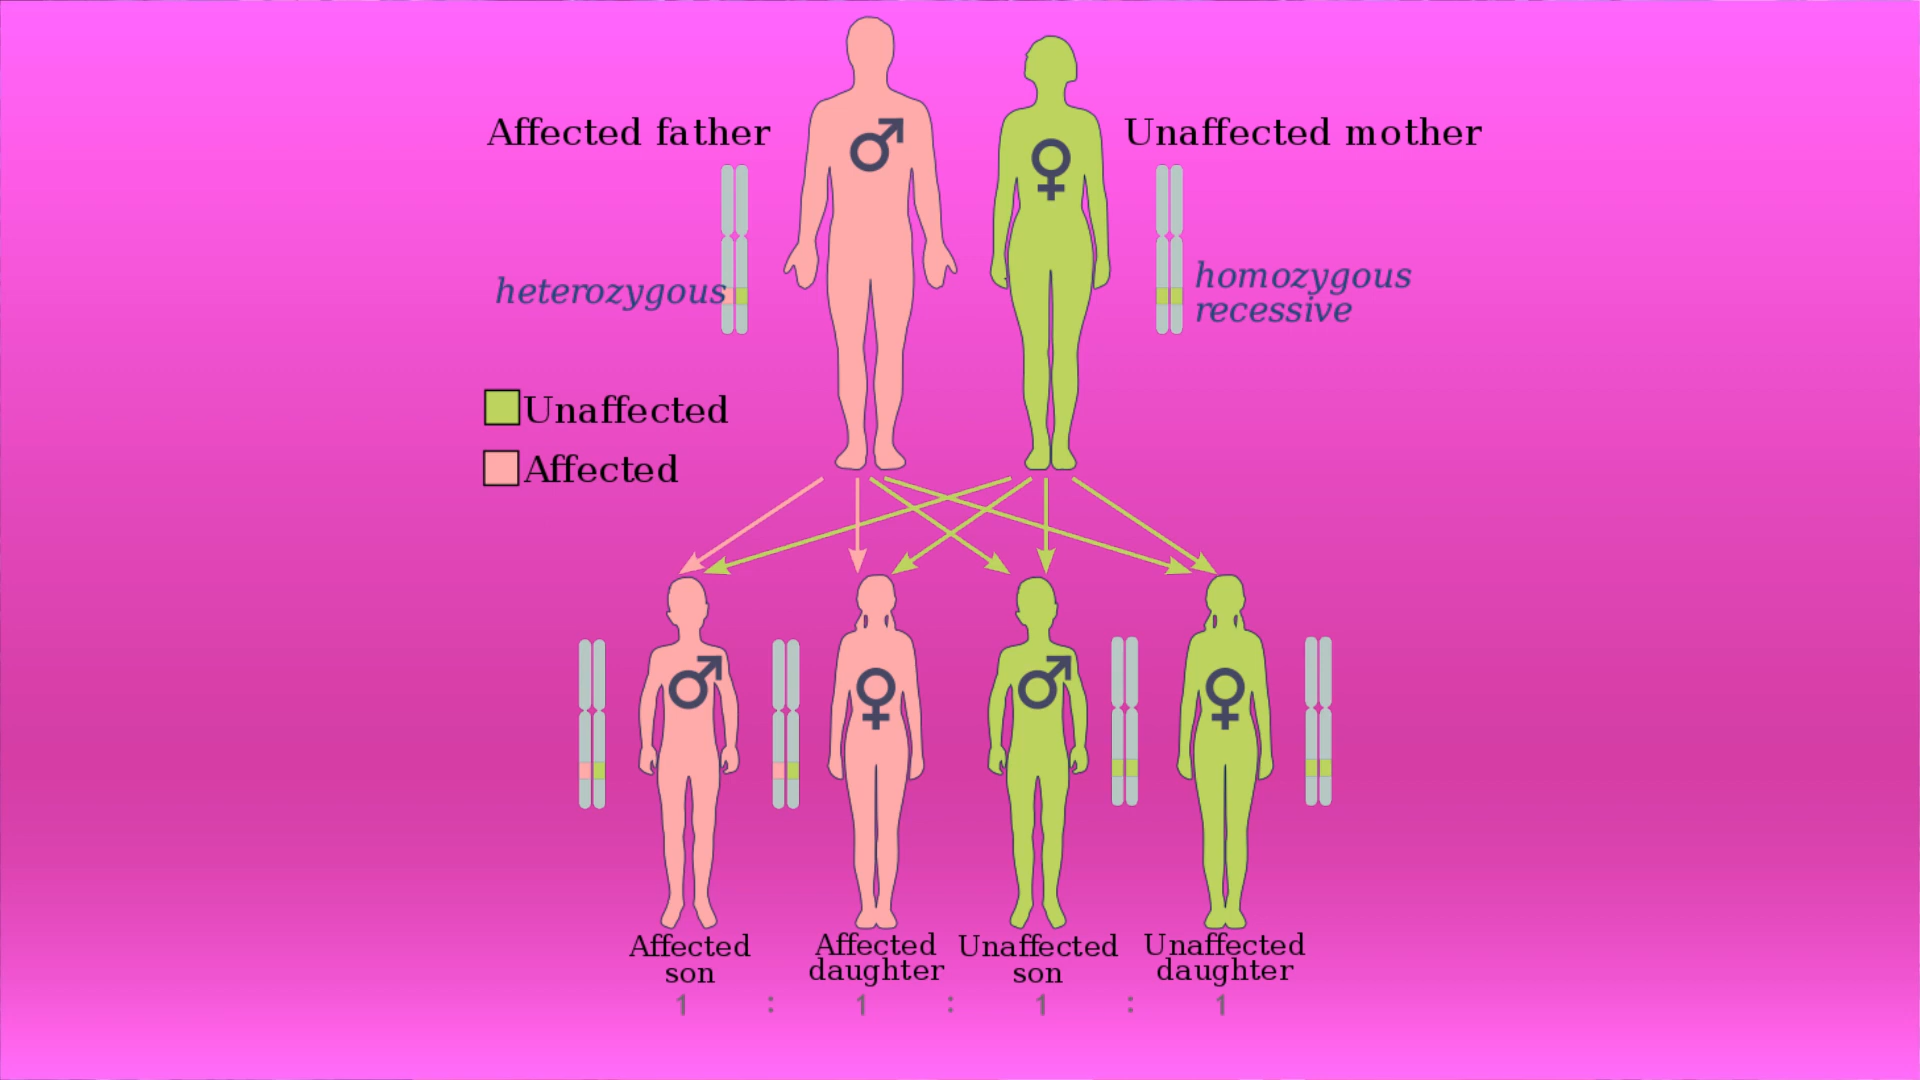 Affected father
Unaffected mother
heterozygous
homozygous
recessive
Unaffected
Affected
Affected
son
Affected
daughter
Unaffected
son
Unaffected
daughter
1 : 1 : 1 : 1